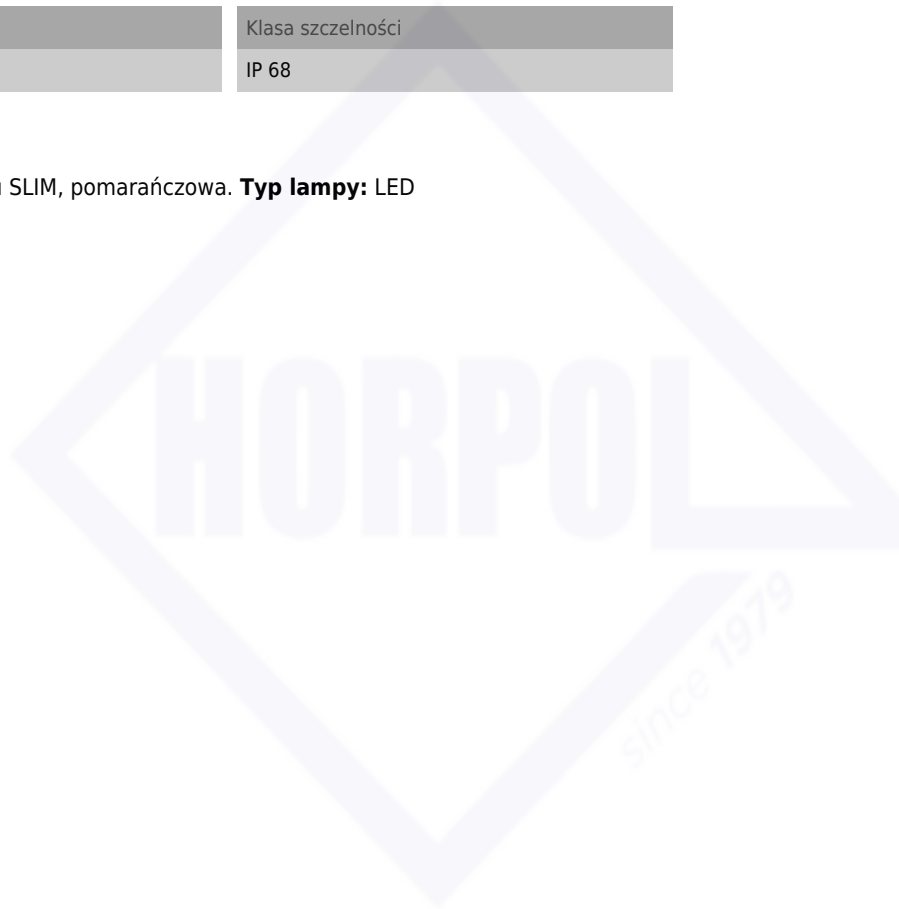 Klasa szczelności
IP 68
SLIM, pomarańczowa. Typ lampy: LED
HORPOL
since 1979